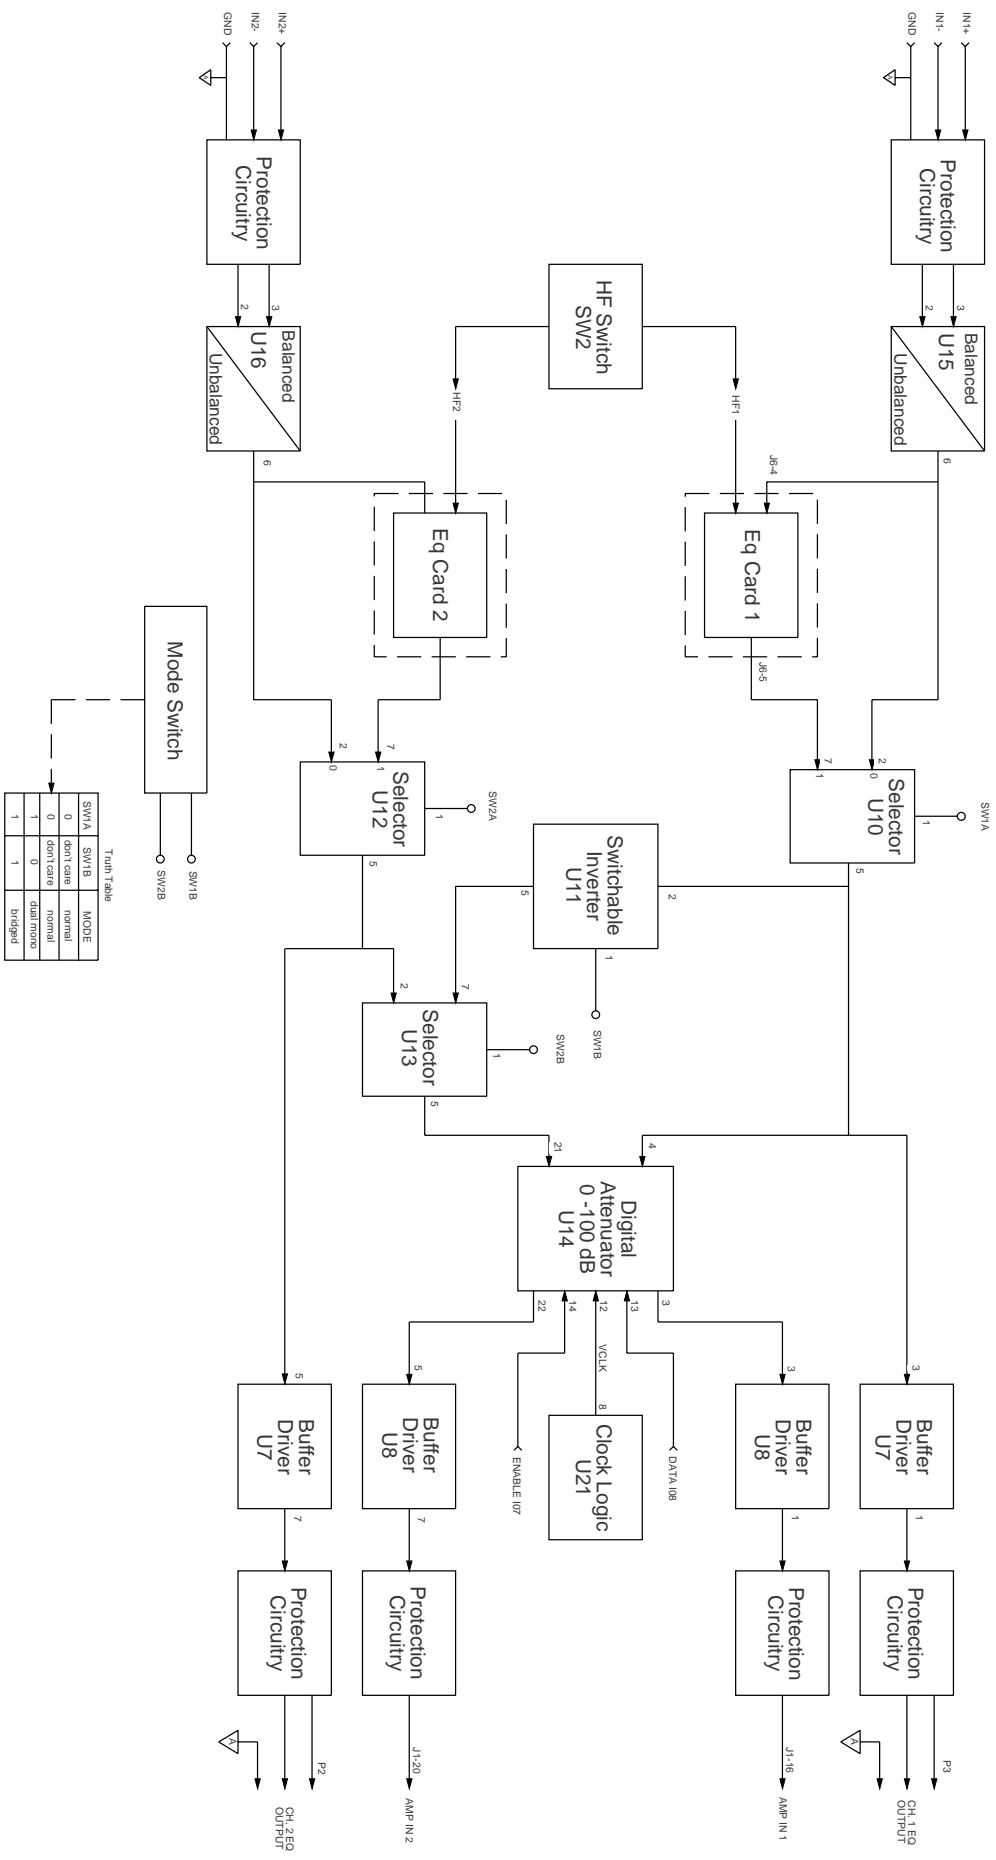 IN1+
IN1-
GND
A
Protection
Circuitry
3
2
Balanced
U15
Unbalanced
6
J6-4
HF1
Eq Card 1
J6-5
2
7
0
1
Selector
U10
1
SW1A
5
HF Switch
SW2
HF2
IN2+
IN2-
GND
A
Protection
Circuitry
3
2
Balanced
U16
Unbalanced
6
Eq Card 2
7
2
1
0
Selector
U12
1
SW2A
5
2
Switchable
Inverter
U11
5
1
SW1B
7
2
Selector
U13
1
SW2B
5
4
21
Digital
Attenuator
0 -100 dB
U14
3
13
12
14
22
VCLK
8
Clock Logic
U21
DATA I08
ENABLE I07
3
Buffer
Driver
U7
1
Protection
Circuitry
P3
CH. 1 EQ
OUTPUT
A
3
Buffer
Driver
U8
1
Protection
Circuitry
J1-16
AMP IN 1
5
Buffer
Driver
U8
7
Protection
Circuitry
J1-20
AMP IN 2
5
Buffer
Driver
U7
7
Protection
Circuitry
P2
CH. 2 EQ
OUTPUT
A
Mode Switch
SW1B
SW2B
Truth Table
SW1A SW1B MODE
0 don't care normal
0 don't care normal
1 0 dual mono
1 1 bridged